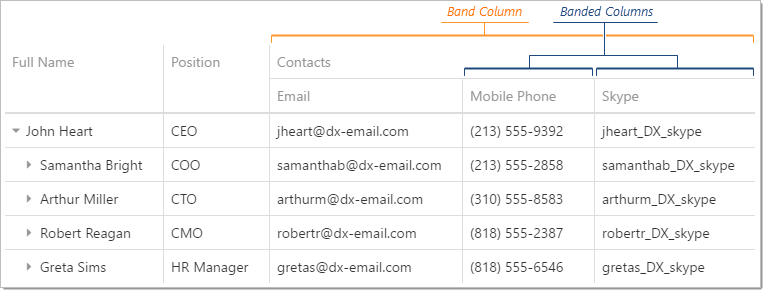 Band Column Banded Columns
Full Name Position Contacts
Email Mobile Phone Skype
John Heart CEO jheart@dx-email.com (213) 555-9392 jheart_DX_skype
Samantha Bright COO samanthab@dx-email.com (213) 555-2858 samanthab_DX_skype
Arthur Miller CTO arthurm@dx-email.com (310) 555-8583 arthurm_DX_skype
Robert Reagan CMO robertr@dx-email.com (818) 555-2387 robertr_DX_skype
Greta Sims HR Manager gretas@dx-email.com (818) 555-6546 gretas_DX_skype